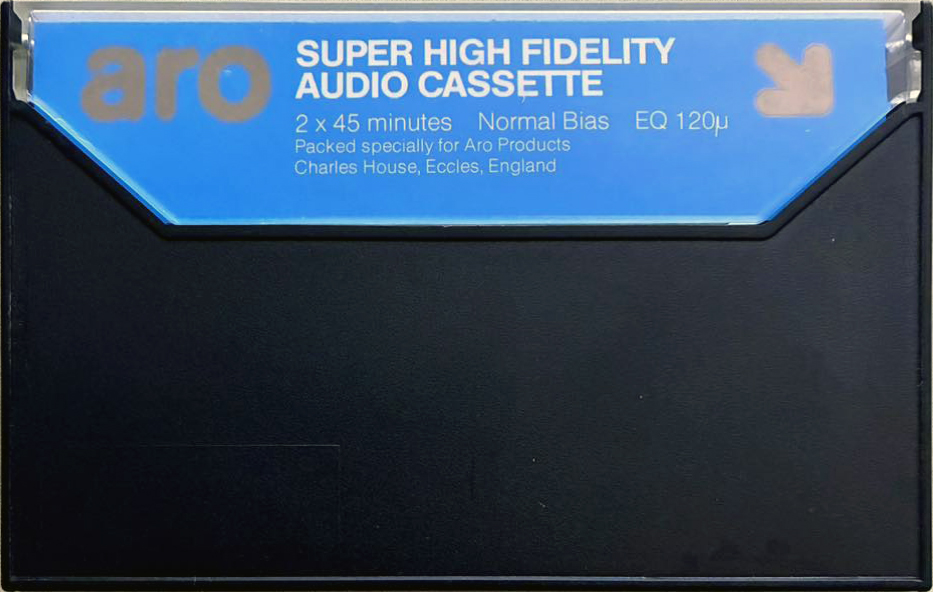 aro
SUPER HIGH FIDELITY
AUDIO CASSETTE
2 x 45 minutes Normal Bias EQ 120µ
Packed specially for Aro Products
Charles House, Eccles, England